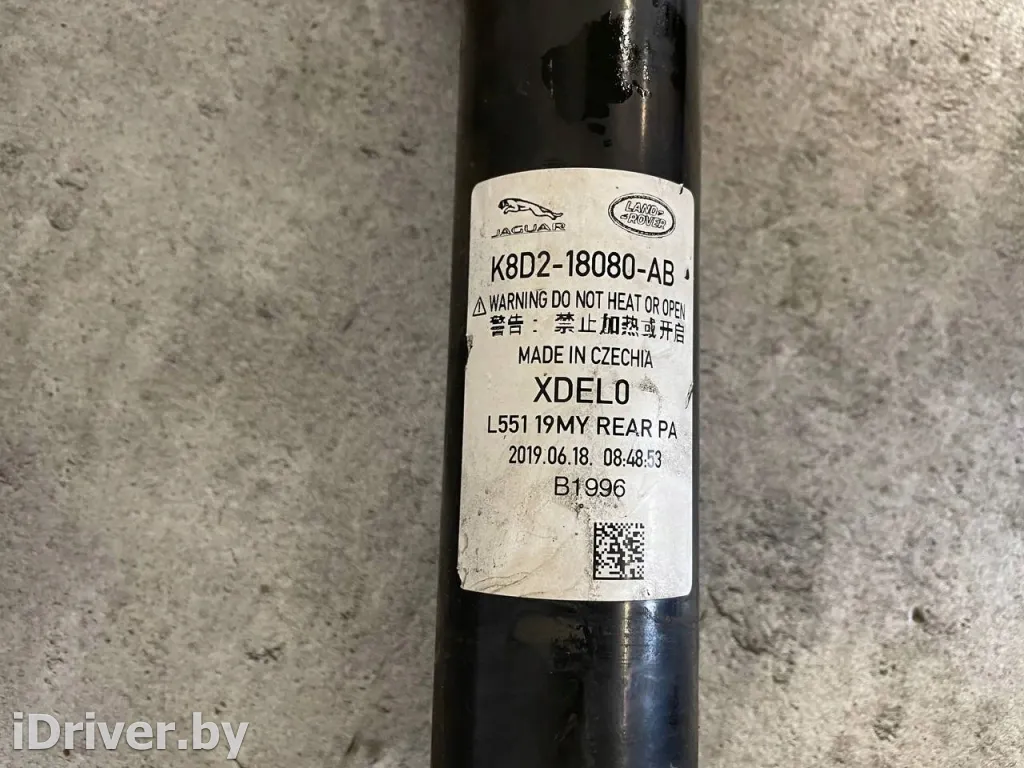 JAGUAR
LAND-
-ROVER
K8D2-18080-AB
⚠ WARNING DO NOT HEAT OR OPEN
警告：禁止加热或开启
MADE IN CZECHIA
XDEL0
L551 19MY REAR PA
2019.06.18. 08:48:53
B1996
iDriver.by